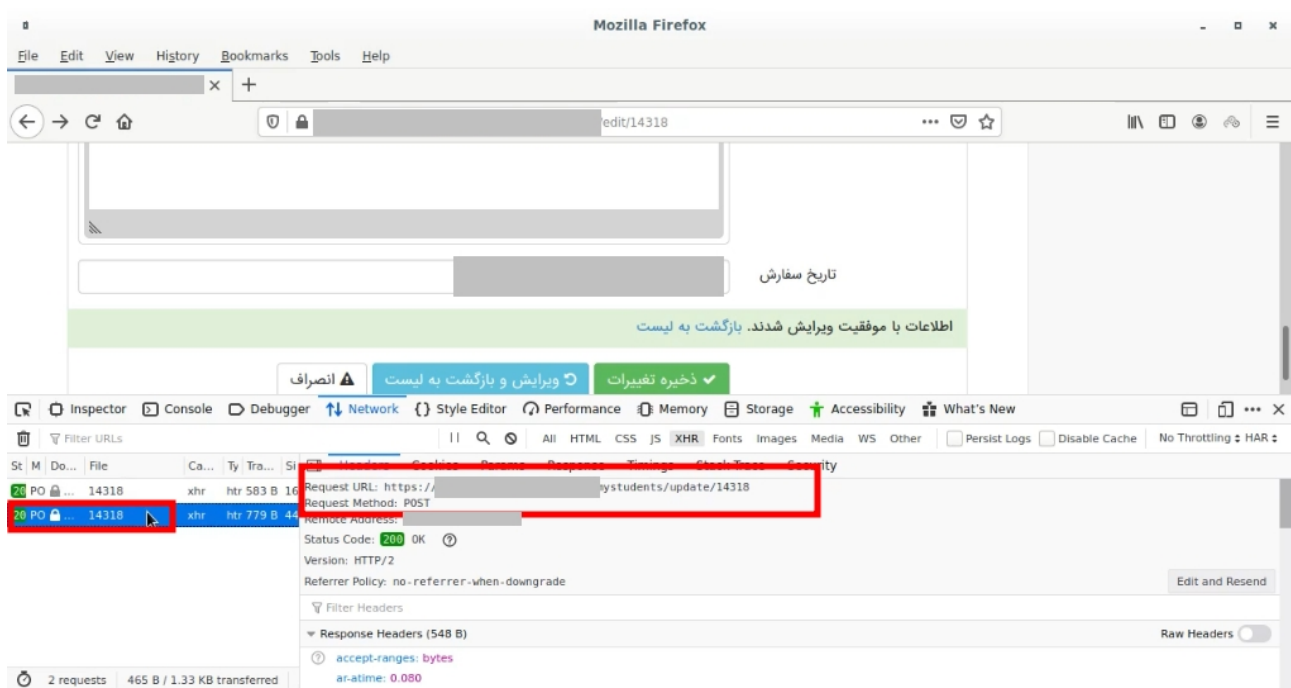 Mozilla Firefox
File Edit View History Bookmarks Tools Help
edit/14318
تاریخ سفارش
اطلاعات با موفقیت ویرایش شدند. بازگشت به لیست
ذخیره تغییرات ویرایش و بازگشت به لیست انصراف
Inspector Console Debugger Network Style Editor Performance Memory Storage Accessibility What's New
Filter URLs All HTML CSS JS XHR Fonts Images Media WS Other Persist Logs Disable Cache No Throttling HAR
St M Do... File Ca... Ty Tra... Si Headers Cookies Params Response Timings Stack Trace Security
20 PO ... 14318 xhr 583 B 16
Request URL: https:// mystudents/update/14318
Request Method: POST
20 PO ... 14318 xhr 779 B 44
Remote Address:
Status Code: 200 OK
Version: HTTP/2
Referrer Policy: no-referrer-when-downgrade Edit and Resend
Filter Headers
Response Headers (548 B) Raw Headers
accept-ranges: bytes
ar-atime: 0.080
2 requests 465 B / 1.33 KB transferred